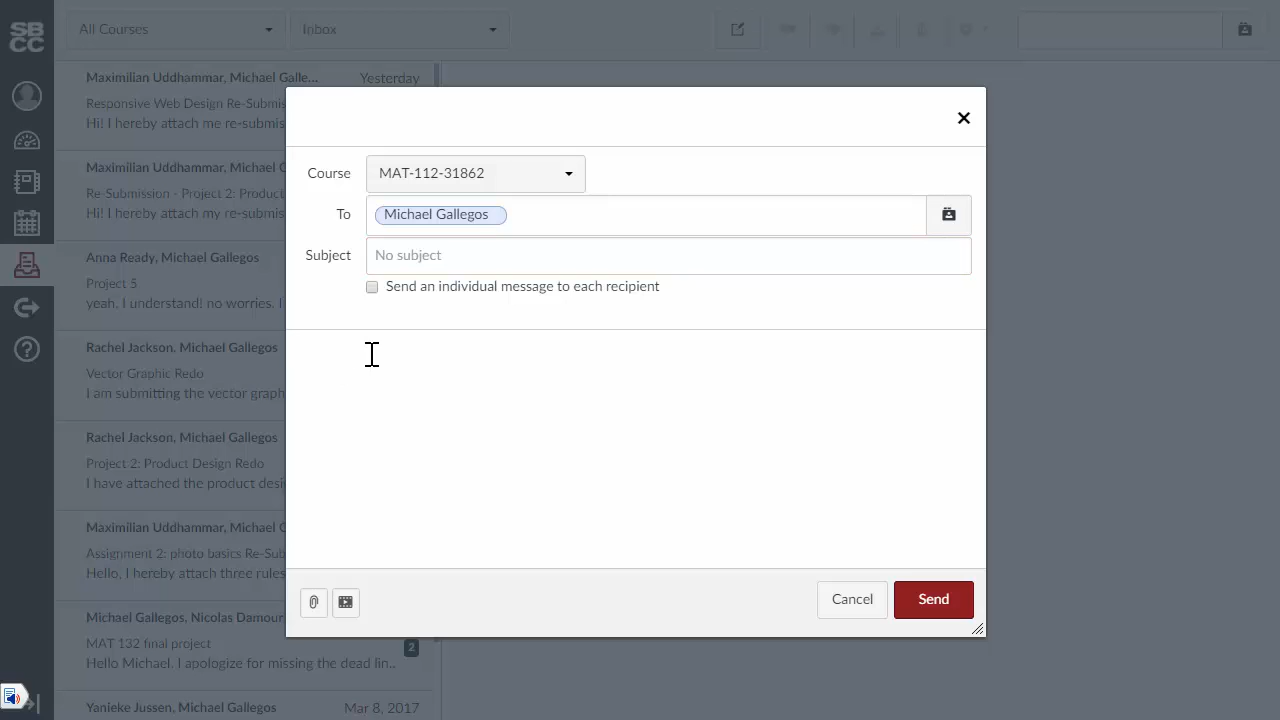 SB
CC
All Courses
Inbox
Maximilian Uddhammar, Michael Galle...
Yesterday
Responsive Web Design Re-Submis
Hi! I hereby attach me re-submis
Maximilian Uddhammar, Michael G
Re-Submission - Project 2: Product
Hi! I hereby attach my re-submis
Anna Ready, Michael Gallegos
Project 5
yeah, I understand! no worries. I
Rachel Jackson, Michael Gallegos
Vector Graphic Redo
I am submitting the vector graph
Rachel Jackson, Michael Gallegos
Project 2: Product Design Redo
I have attached the product desi
Maximilian Uddhammar, Michael G
Assignment 2: photo basics Re-Sub
Hello, I hereby attach three rules
Michael Gallegos, Nicolas Damour
MAT 132 final project
2
Hello Michael. I apologize for missing the dead lin..
Yanieke Jussen, Michael Gallegos
Mar 8, 2017
Course
MAT-112-31862
To
Michael Gallegos
Subject
No subject
Send an individual message to each recipient
Cancel
Send